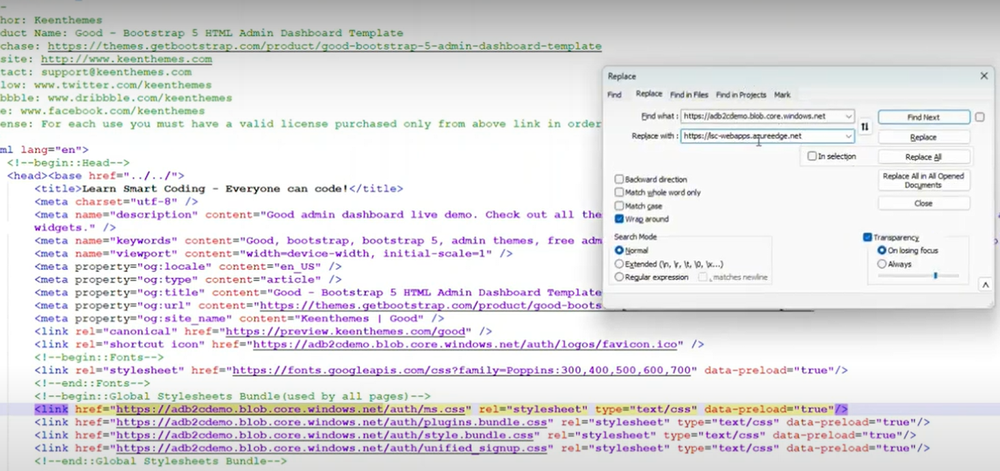 hor: Keenthemes
duct Name: Good - Bootstrap 5 HTML Admin Dashboard Template
chase: https://themes.getbootstrap.com/product/good-bootstrap-5-admin-dashboard-template
site: http://www.keenthemes.com
tact: support@keenthemes.com
low: www.twitter.com/keenthemes
bbble: www.dribbble.com/keenthemes
e: www.facebook.com/keenthemes
ense: For each use you must have a valid license purchased only from above link in order
ml lang="en">
<!--begin::Head-->
<head><base href="../../">
<title>Learn Smart Coding - Everyone can code!</title>
<meta charset="utf-8" />
<meta name="description" content="Good admin dashboard live demo. Check out all the
widgets." />
<meta name="keywords" content="Good, bootstrap, bootstrap 5, admin themes, free adm
<meta name="viewport" content="width=device-width, initial-scale=1" />
<meta property="og:locale" content="en_US" />
<meta property="og:type" content="article" />
<meta property="og:title" content="Good - Bootstrap 5 HTML Admin Dashboard Template
<meta property="og:url" content="https://themes.getbootstrap.com/product/good-boots
<meta property="og:site_name" content="Keenthemes | Good" />
<link rel="canonical" href="https://preview.keenthemes.com/good" />
<link rel="shortcut icon" href="https://adb2cdemo.blob.core.windows.net/auth/logos/favicon.ico" />
<!--begin::Fonts-->
<link rel="stylesheet" href="https://fonts.googleapis.com/css?family=Poppins:300,400,500,600,700" data-preload="true"/>
<!--end::Fonts-->
<!--begin::Global Stylesheets Bundle(used by all pages)-->
<link href="https://adb2cdemo.blob.core.windows.net/auth/ms.css" rel="stylesheet" type="text/css" data-preload="true"/>
<link href="https://adb2cdemo.blob.core.windows.net/auth/plugins.bundle.css" rel="stylesheet" type="text/css" data-preload="true"/>
<link href="https://adb2cdemo.blob.core.windows.net/auth/style.bundle.css" rel="stylesheet" type="text/css" data-preload="true"/>
<link href="https://adb2cdemo.blob.core.windows.net/auth/unified_signup.css" rel="stylesheet" type="text/css" data-preload="true"/>
<!--end::Global Stylesheets Bundle-->
Replace
Find Replace Find in Files Find in Projects Mark
Find what : https://adb2cdemo.blob.core.windows.net
Find Next
Replace with : https://lsc-webapps.azureedge.net
Replace
In selection
Replace All
Replace All in All Opened
Documents
Close
Backward direction
Match whole word only
Match case
Wrap around
Search Mode
Normal
Extended (\n, \r, \t, \0, \x...)
Regular expression
. matches newline
Transparency
On losing focus
Always